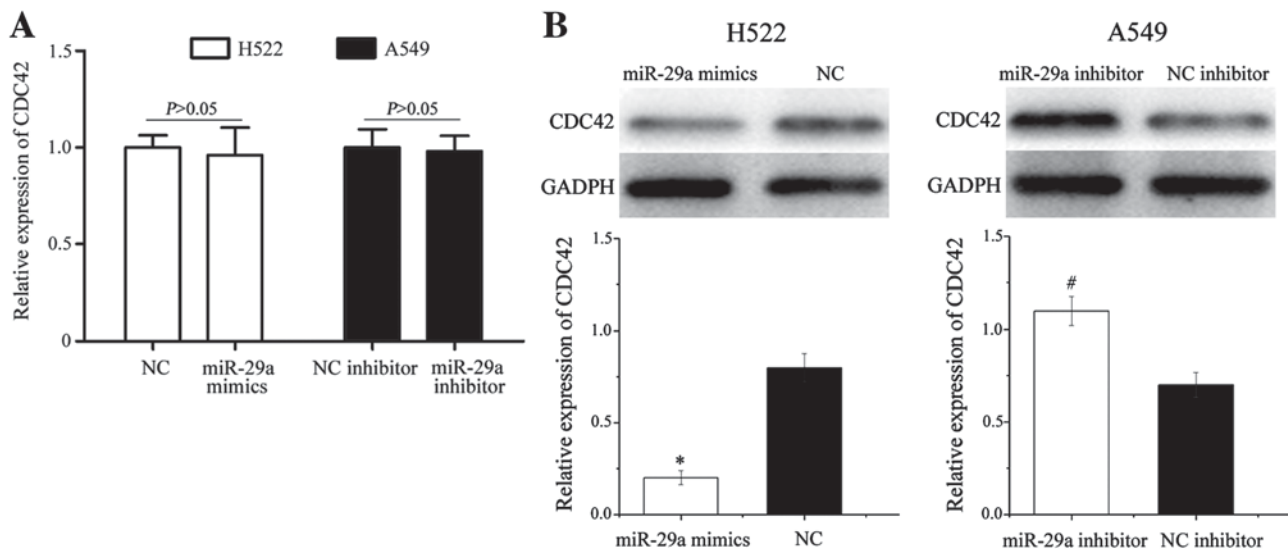 A
H522
A549
1.5
1.0
0.5
0
Relative expression of CDC42
P>0.05
P>0.05
NC
miR-29a
mimics
NC inhibitor
miR-29a
inhibitor
B
H522
miR-29a mimics
NC
CDC42
GADPH
1.5
1.0
0.5
0.0
Relative expression of CDC42
*
miR-29a mimics
NC
A549
miR-29a inhibitor
NC inhibitor
CDC42
GADPH
1.5
1.0
0.5
0.0
Relative expression of CDC42
#
miR-29a inhibitor
NC inhibitor